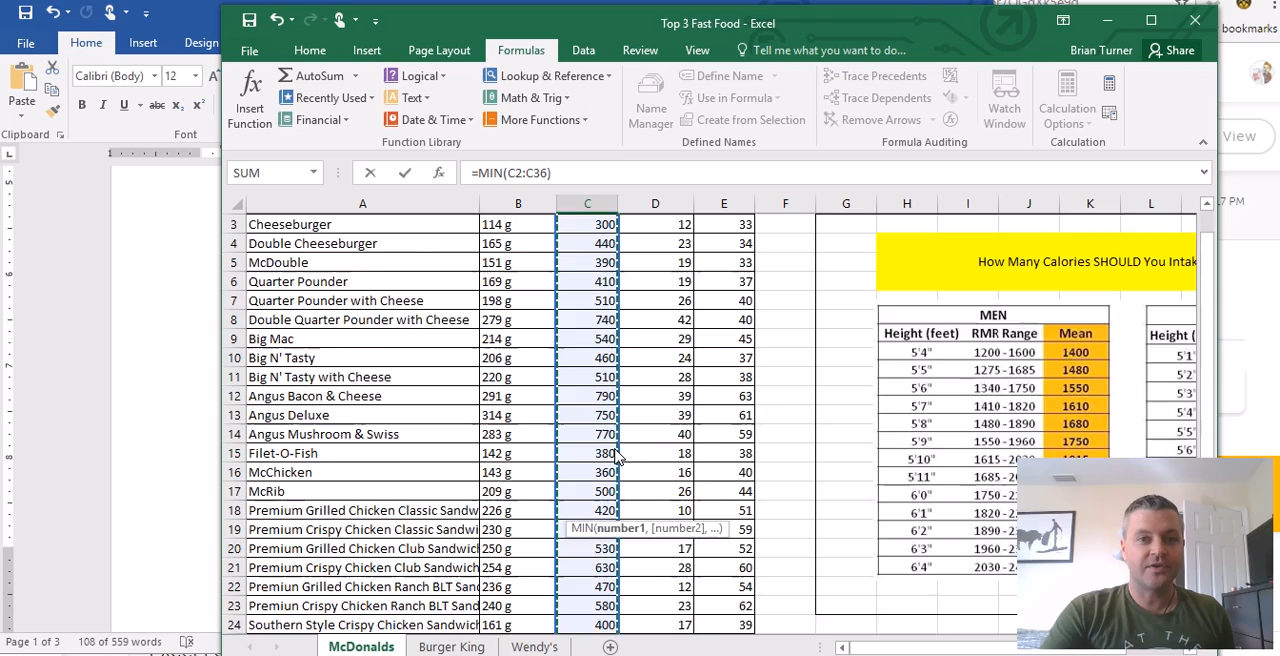 bookmarks
Top 3 Fast Food - Excel
File Home Insert Design
File Home Insert Page Layout Formulas Data Review View Tell me what you want to do... Brian Turner Share
Calibri (Body) 12
Paste
B I U abc x₂ x²
Clipboard Font
fx Insert Function
AutoSum
Recently Used
Financial
Logical
Text
Date & Time
Lookup & Reference
Math & Trig
More Functions
Function Library
Name Manager
Define Name
Use in Formula
Create from Selection
Defined Names
Trace Precedents
Trace Dependents
Remove Arrows
Watch Window
Formula Auditing
Calculation Options
Calculation
View
SUM fx =MIN(C2:C36)
7 PM
A B C D E F G H I J K L
3 Cheeseburger 114 g 300 12 33
4 Double Cheeseburger 165 g 440 23 34
5 McDouble 151 g 390 19 33
6 Quarter Pounder 169 g 410 19 37
7 Quarter Pounder with Cheese 198 g 510 26 40
8 Double Quarter Pounder with Cheese 279 g 740 42 40
9 Big Mac 214 g 540 29 45
10 Big N' Tasty 206 g 460 24 37
11 Big N' Tasty with Cheese 220 g 510 28 38
12 Angus Bacon & Cheese 291 g 790 39 63
13 Angus Deluxe 314 g 750 39 61
14 Angus Mushroom & Swiss 283 g 770 40 59
15 Filet-O-Fish 142 g 380 18 38
16 McChicken 143 g 360 16 40
17 McRib 209 g 500 26 44
18 Premium Grilled Chicken Classic Sandw 226 g 420 10 51
19 Premium Crispy Chicken Classic Sandwi 230 g 59
MIN(number1, [number2], ...)
20 Premium Grilled Chicken Club Sandwic 250 g 530 17 52
21 Premium Crispy Chicken Club Sandwic 254 g 630 28 60
22 Premiun Grilled Chicken Ranch BLT San 236 g 470 12 54
23 Premiun Crispy Chicken Ranch BLT San 240 g 580 23 62
24 Southern Style Crispy Chicken Sandwic 161 g 400 17 39
How Many Calories SHOULD You Intak
MEN
Height (feet) RMR Range Mean
5'4" 1200 - 1600 1400
5'5" 1275 - 1685 1480
5'6" 1340 - 1750 1550
5'7" 1410 - 1820 1610
5'8" 1480 - 1890 1680
5'9" 1550 - 1960 1750
5'10" 1615 - 20
5'11" 1685 - 20
6'0" 1750 - 2
6'1" 1820 - 2
6'2" 1890 - 2
6'3" 1960 - 2
6'4" 2030 - 2
Height (
5'1"
5'2"
5'3"
5'4"
5'5"
5'6"
McDonalds Burger King Wendy's
Page 1 of 3 108 of 559 words
AT THE